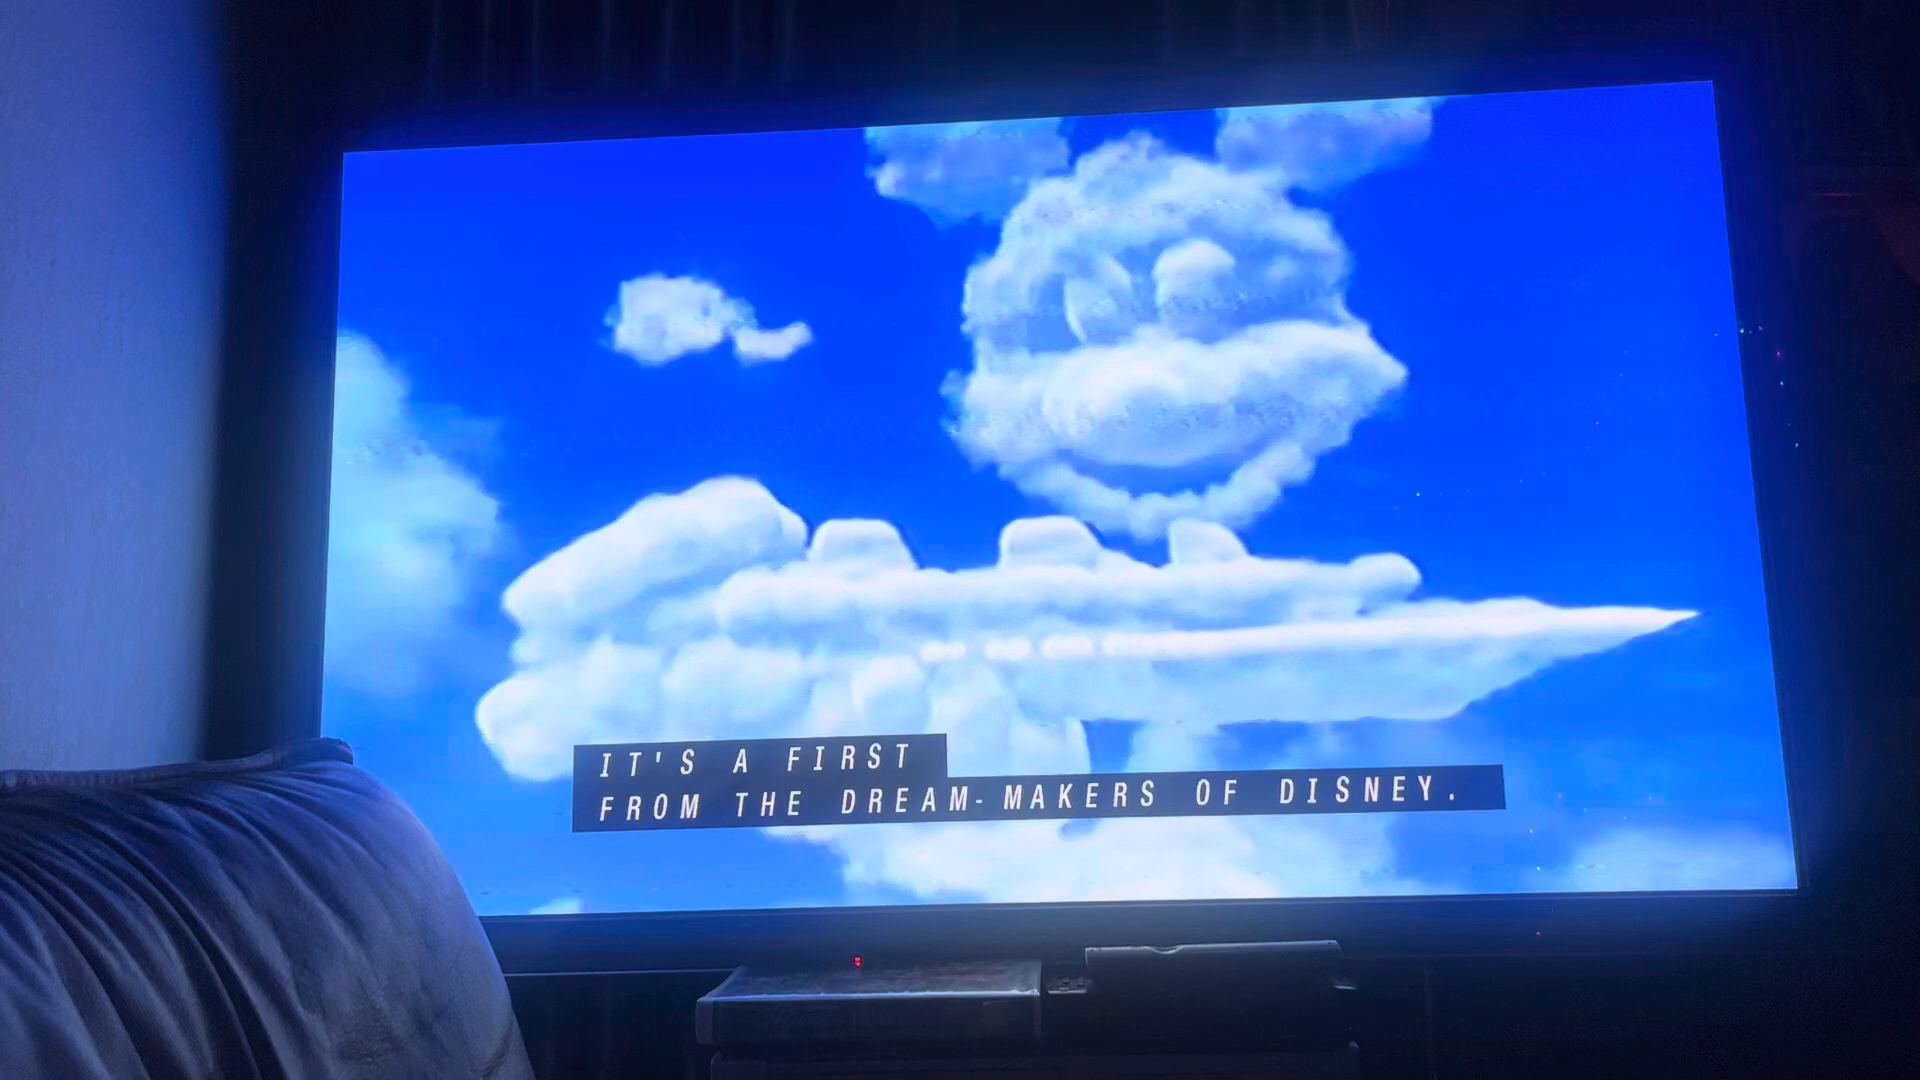 IT'S A FIRST
FROM THE DREAM-MAKERS OF DISNEY.